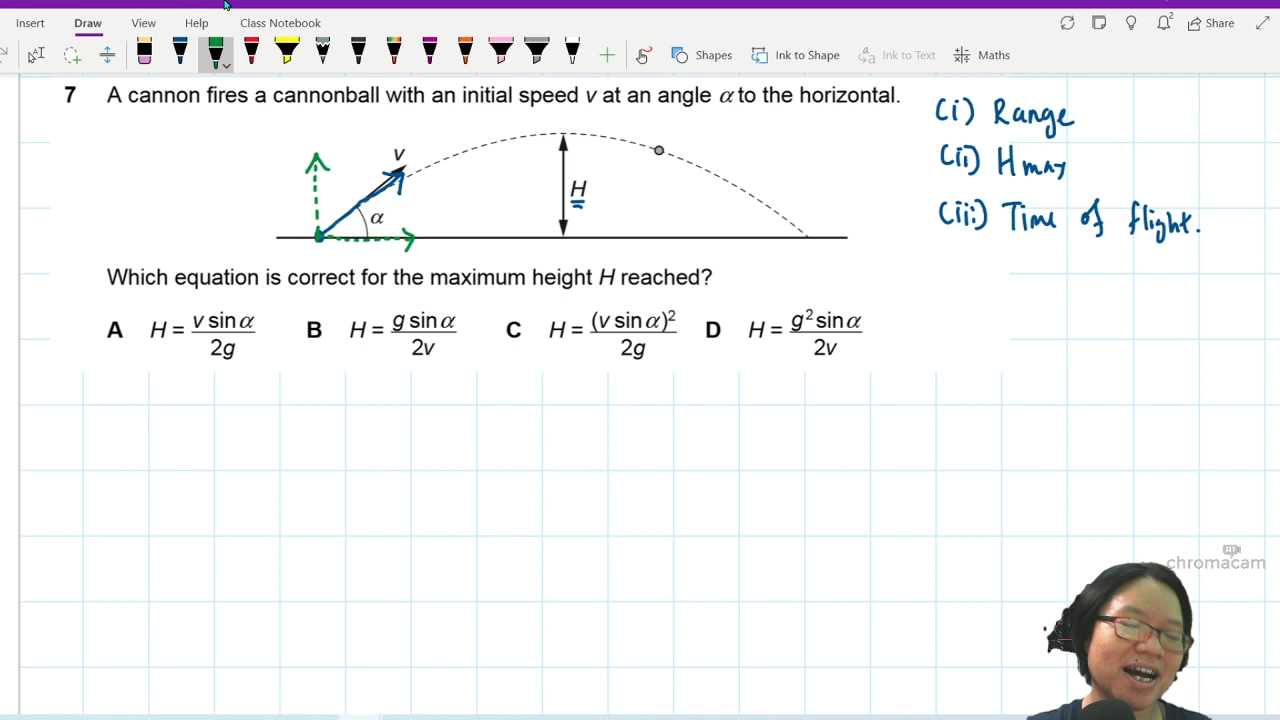 Insert Draw View Help Class Notebook Share
Shapes Ink to Shape Ink to Text Maths
7 A cannon fires a cannonball with an initial speed v at an angle α to the horizontal.
(i) Range
(ii) Hmax
(iii) Time of flight.
v
H
α
Which equation is correct for the maximum height H reached?
A H = v sin α / 2g B H = g sin α / 2v C H = (v sin α)² / 2g D H = g² sin α / 2v
chromacam